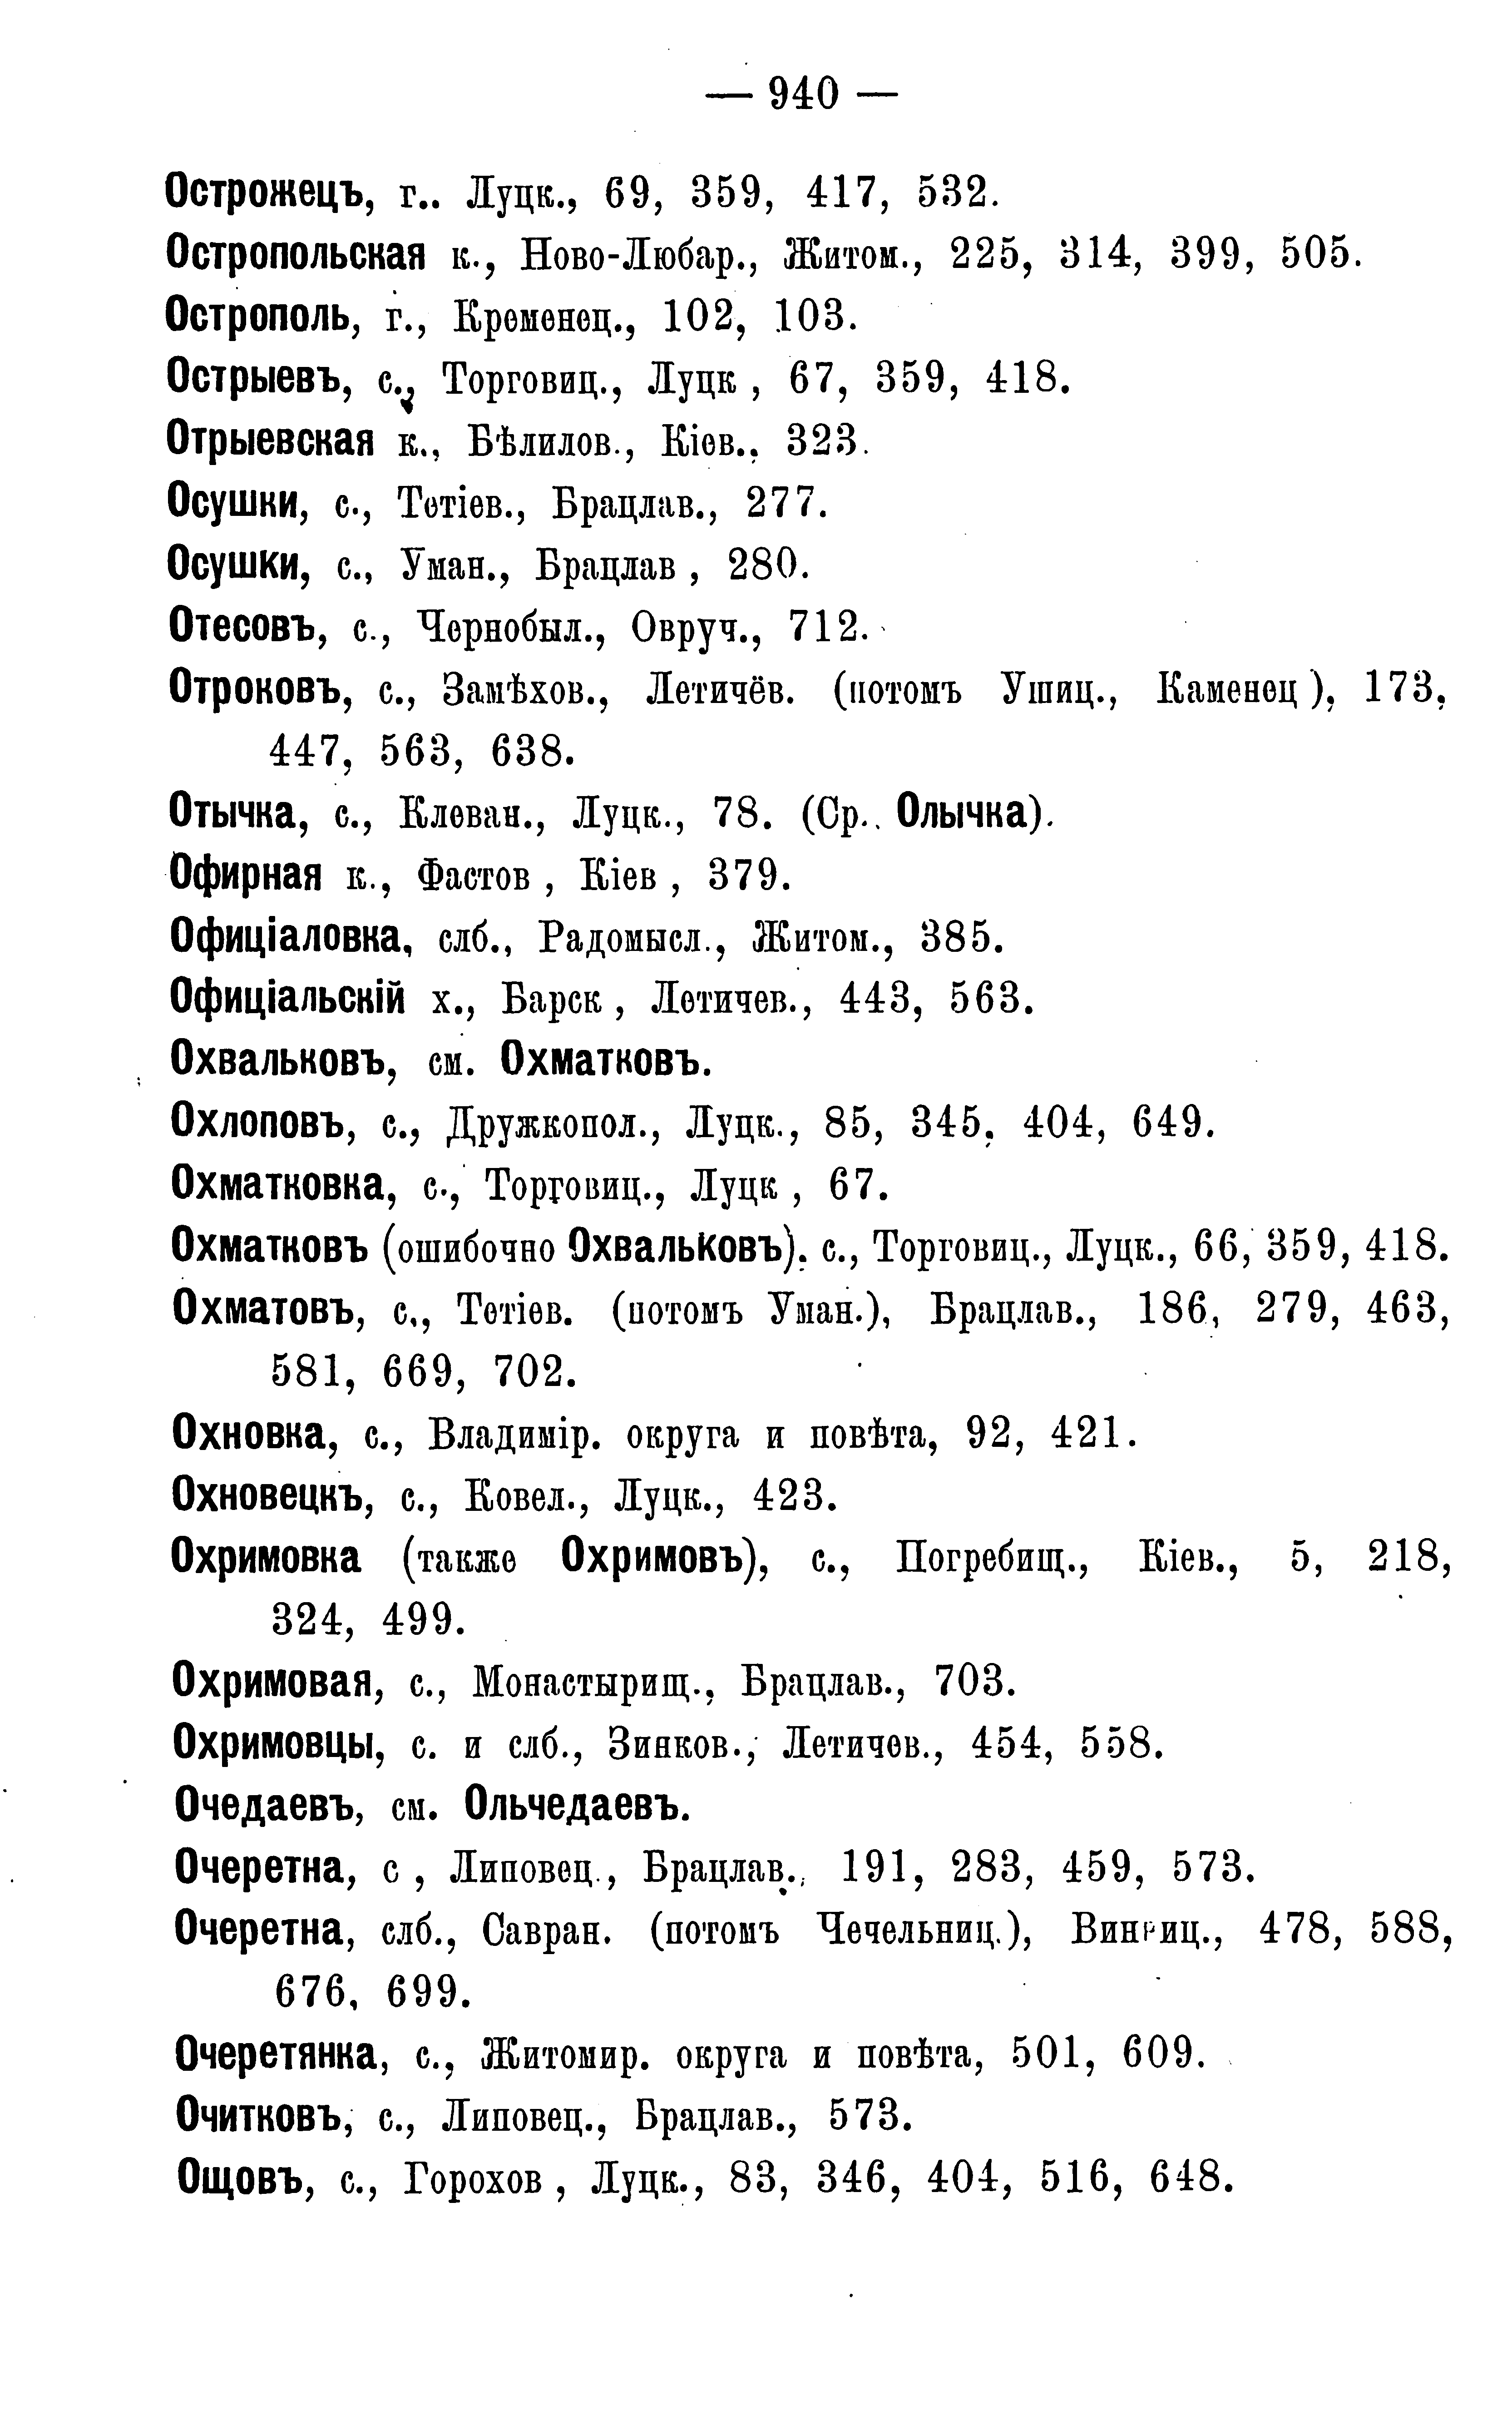 — 940 —
Острожецъ, г.. Луцк., 69, 359, 417, 532.
Остропольская к., Ново-Любар., Житом., 225, 314, 399, 505.
Острополь, г., Кременец., 102, 103.
Острыевъ, с., Торговиц., Луцк , 67, 359, 418.
Отрыевская к., Бѣлилов., Кіев., 323.
Осушки, с., Тетіев., Брацлав., 277.
Осушки, с., Уман., Брацлав , 280.
Отесовъ, с., Чернобыл., Овруч., 712.
Отроковъ, с., Замѣхов., Летичёв. (потомъ Ушиц., Каменец ), 173,
447, 563, 638.
Отычка, с., Клеван., Луцк., 78. (Ср. Олычка).
Офирная к., Фастов , Кіев , 379.
Офиціаловка, слб., Радомысл., Житом., 385.
Офиціальскій х., Барск , Летичев., 443, 563.
Охвальковъ, см. Охматковъ.
Охлоповъ, с., Дружкопол., Луцк., 85, 345, 404, 649.
Охматковка, с., Торговиц., Луцк , 67.
Охматковъ (ошибочно Охвальковъ), с., Торговиц., Луцк., 66, 359, 418.
Охматовъ, с., Тетіев. (потомъ Уман.), Брацлав., 186, 279, 463,
581, 669, 702.
Охновка, с., Владимір. округа и повѣта, 92, 421.
Охновецкъ, с., Ковел., Луцк., 423.
Охримовка (также Охримовъ), с., Погребищ., Кіев., 5, 218,
324, 499.
Охримовая, с., Монастырищ., Брацлав., 703.
Охримовцы, с. и слб., Зинков., Летичев., 454, 558.
Очедаевъ, см. Ольчедаевъ.
Очеретна, с , Липовец., Брацлав., 191, 283, 459, 573.
Очеретна, слб., Савран. (потомъ Чечельниц.), Винниц., 478, 588,
676, 699.
Очеретянка, с., Житомир. округа и повѣта, 501, 609.
Очитковъ, с., Липовец., Брацлав., 573.
Ощовъ, с., Горохов , Луцк., 83, 346, 404, 516, 648.